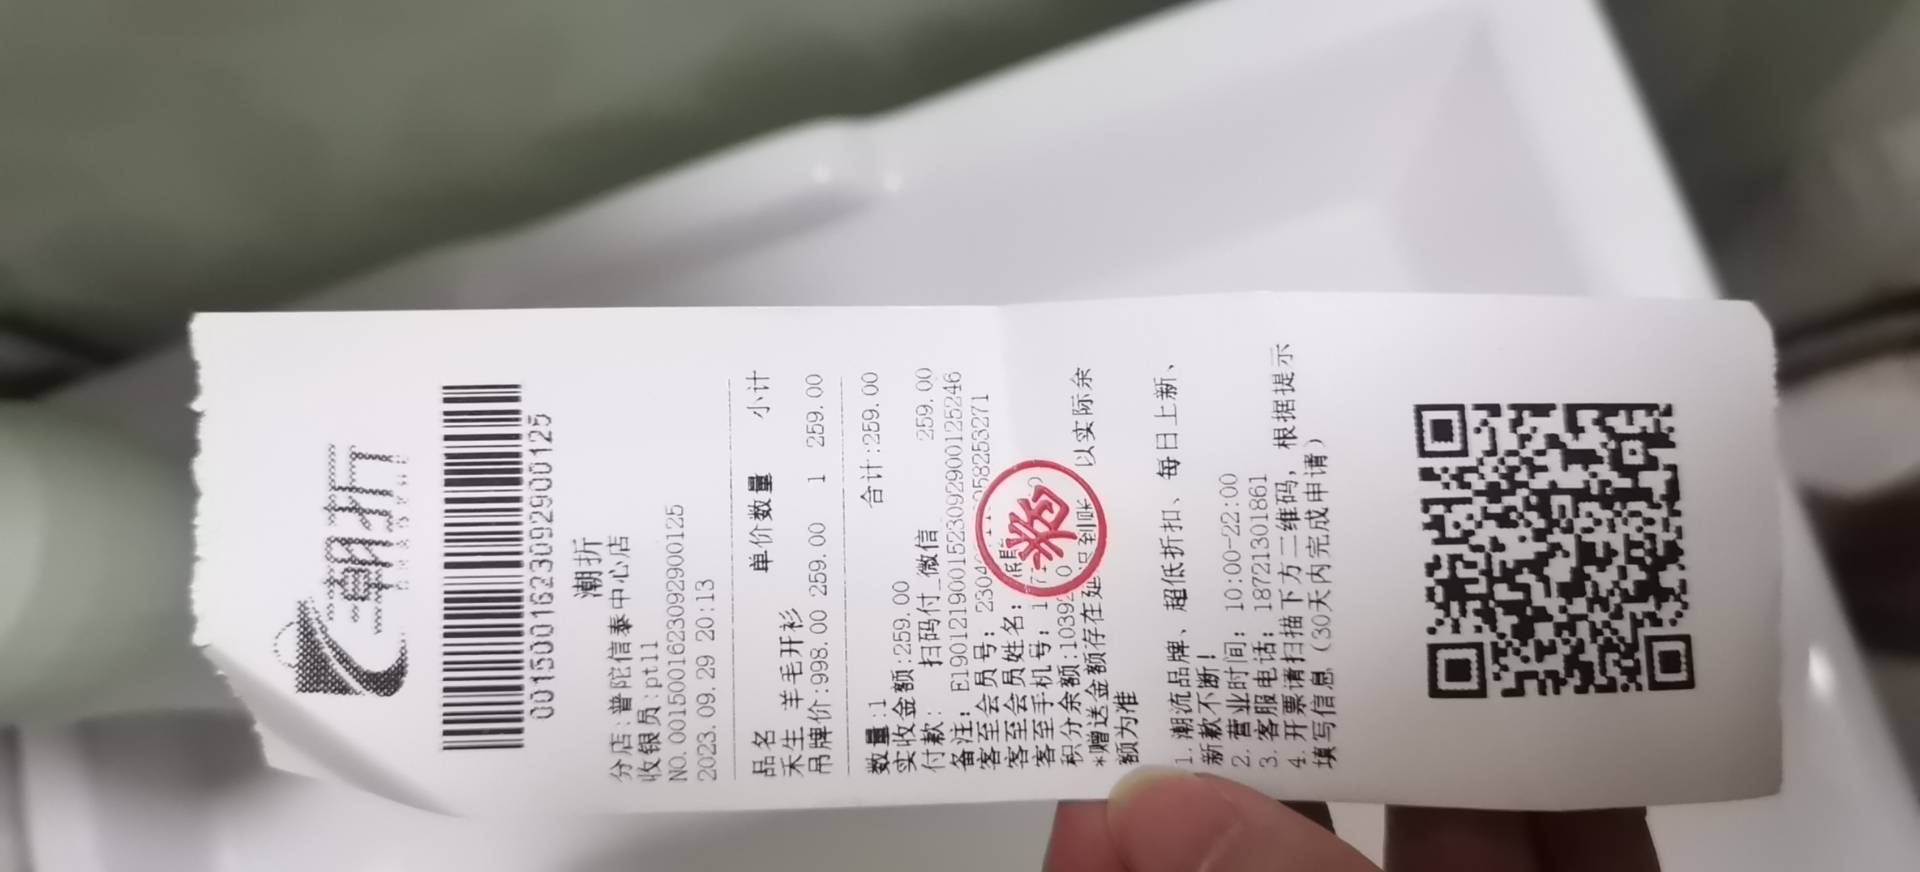 潮折
0015001623092900125
潮折
分店:普陀信泰中心店
收银员:pt11
NO.0015001623092900125
2023.09.29 20:13
品名 单价 数量 小计
禾生 羊毛开衫
吊牌价:998.00 259.00 1 259.00
合计:259.00
数量:1
实收金额:259.00
付款: 扫码付_微信 259.00
备注: E1901219001523092900125246
客至会员号: 2304
客至会员姓名:
客至手机号: 1
积分余额:1039
*赠送金额存在延 到账 以实际余
额为准
粉
1.潮流品牌、超低折扣、每日上新、
新款不断!
2.营业时间: 10:00-22:00
3.客服电话: 18721301861
4.开票请扫描下方二维码, 根据提示
填写信息(30天内完成申请)